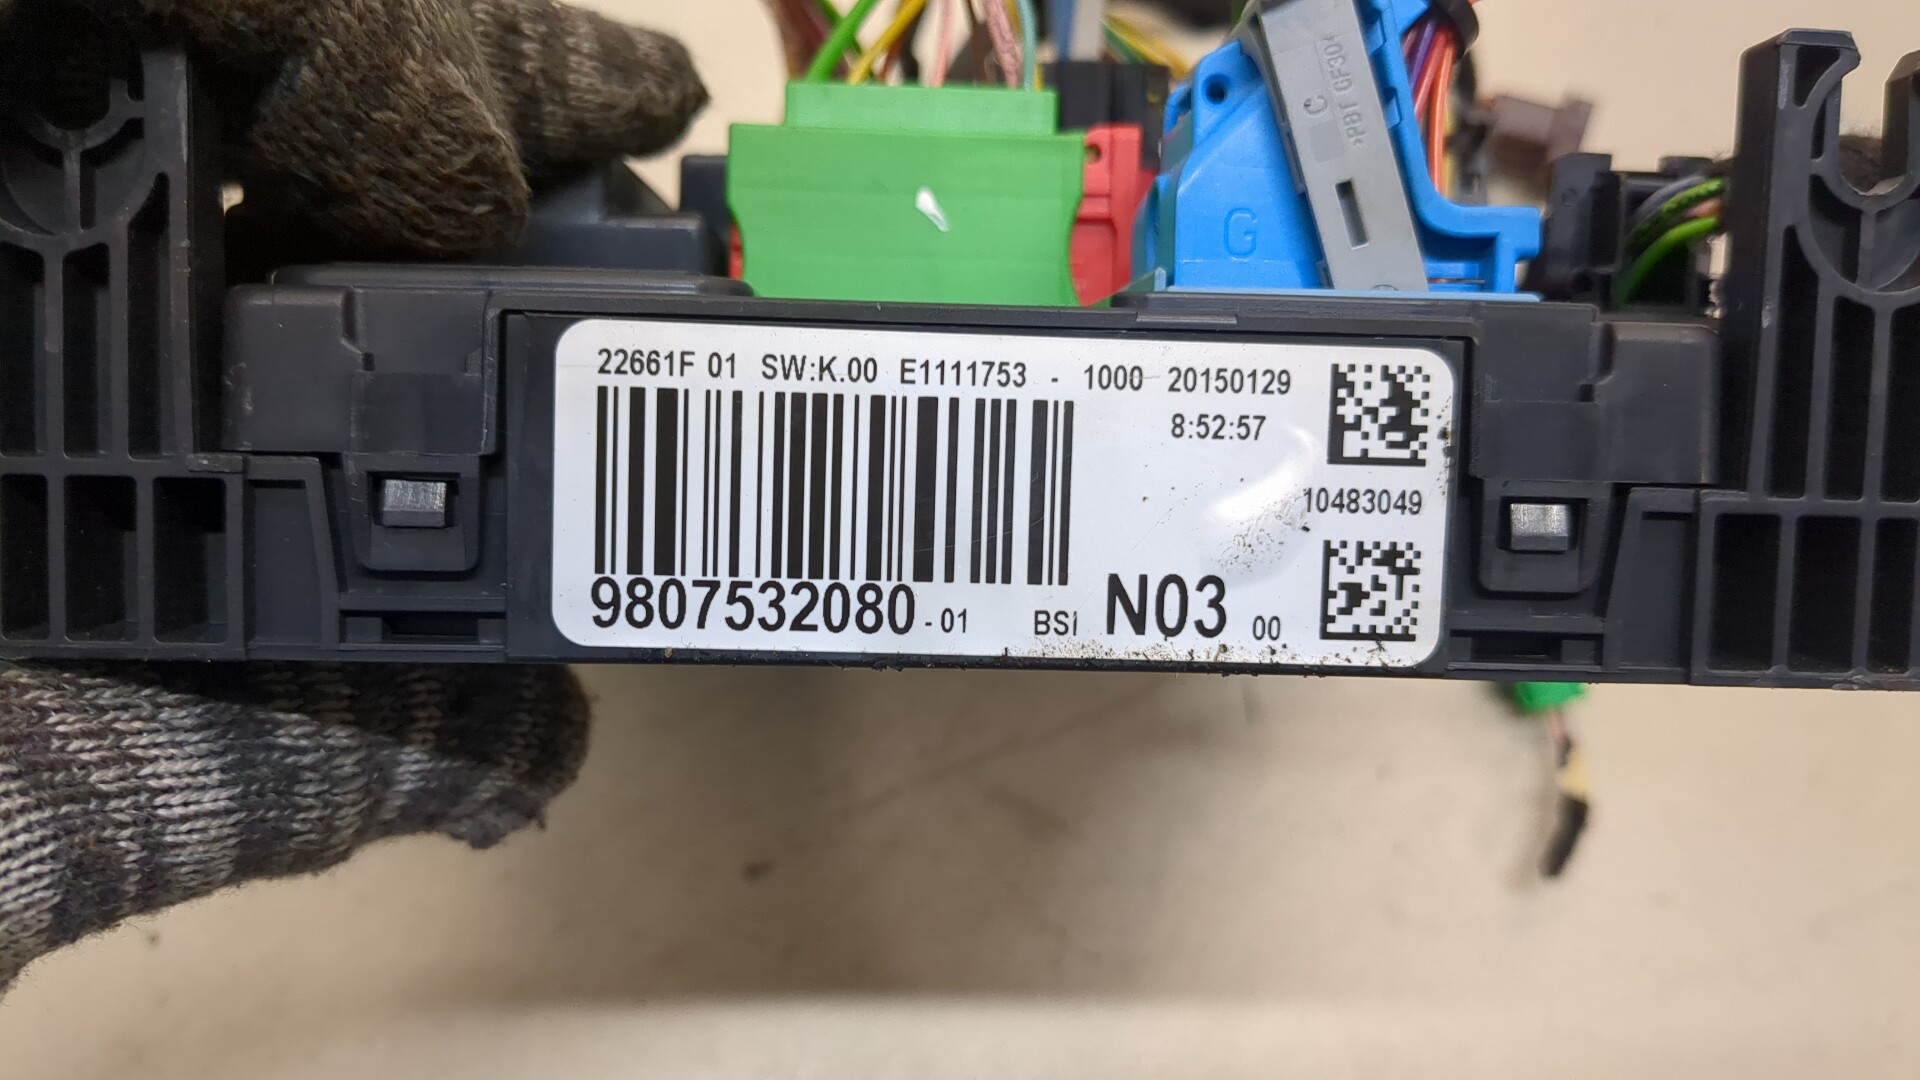 >PBT GF30<
C
G
22661F 01 SW:K.00 E1111753 - 1000 20150129
8:52:57
10483049
9807532080-01 BSI N03 00